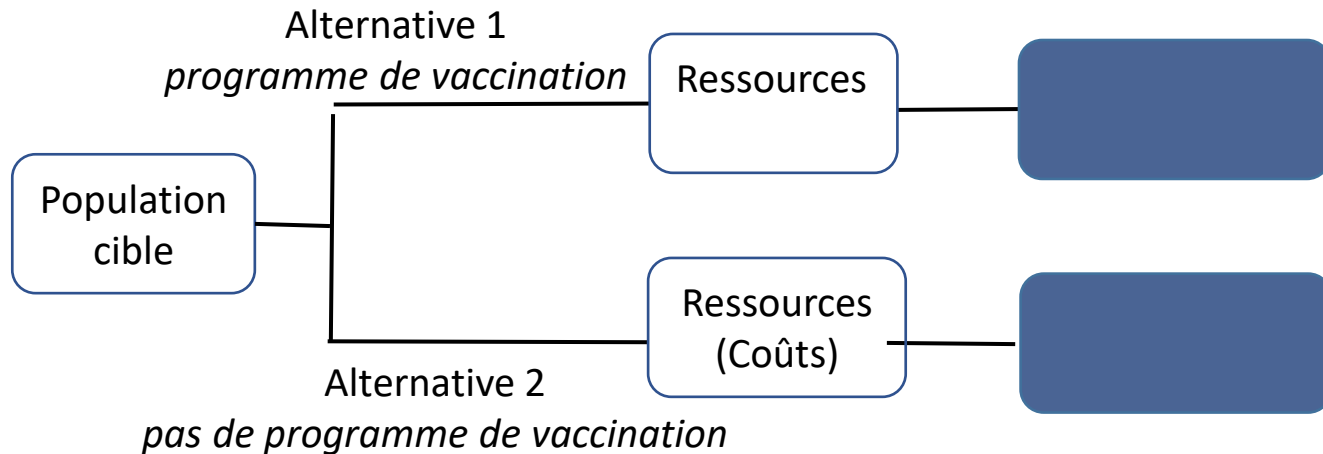 Alternative 1
programme de vaccination
Ressources
Population
cible
Ressources
(Coûts)
Alternative 2
pas de programme de vaccination